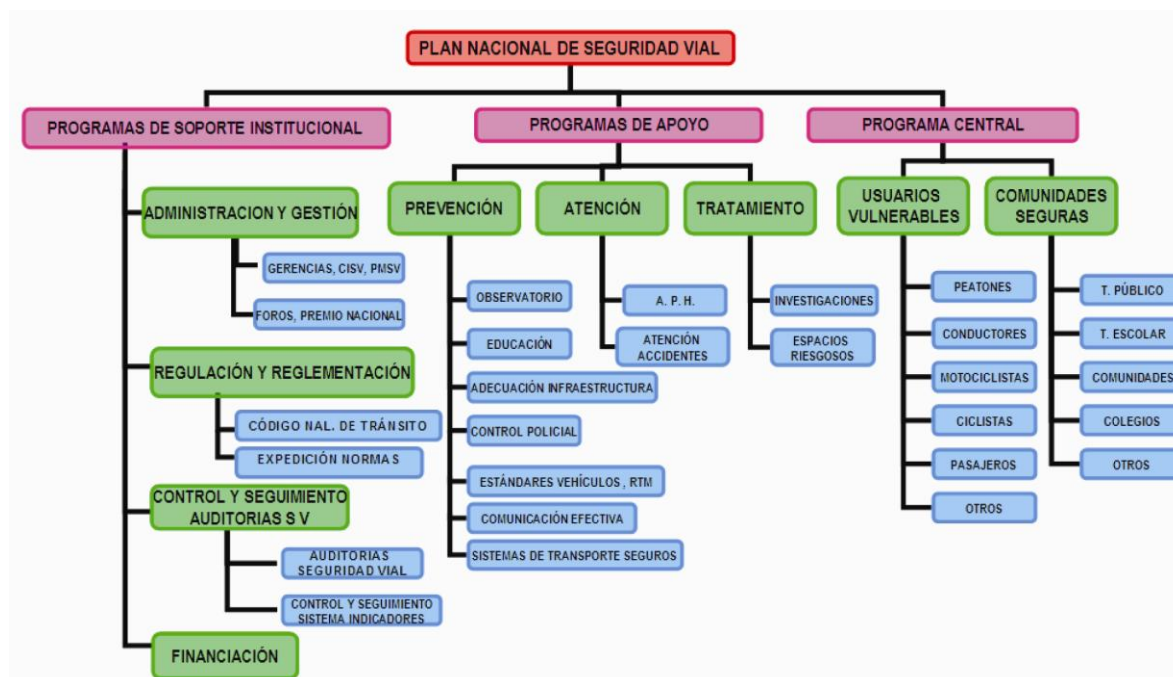 PLAN NACIONAL DE SEGURIDAD VIAL
PROGRAMAS DE SOPORTE INSTITUCIONAL
PROGRAMAS DE APOYO
PROGRAMA CENTRAL
ADMINISTRACION Y GESTIÓN
GERENCIAS, CISV, PMSV
FOROS, PREMIO NACIONAL
REGULACIÓN Y REGLEMENTACIÓN
CÓDIGO NAL. DE TRÁNSITO
EXPEDICIÓN NORMAS
CONTROL Y SEGUIMIENTO
AUDITORIAS S V
AUDITORIAS
SEGURIDAD VIAL
CONTROL Y SEGUIMIENTO
SISTEMA INDICADORES
FINANCIACIÓN
PREVENCIÓN
OBSERVATORIO
EDUCACIÓN
ADECUACIÓN INFRAESTRUCTURA
CONTROL POLICIAL
ESTÁNDARES VEHÍCULOS , RTM
COMUNICACIÓN EFECTIVA
SISTEMAS DE TRANSPORTE SEGUROS
ATENCIÓN
A. P. H.
ATENCIÓN
ACCIDENTES
TRATAMIENTO
INVESTIGACIONES
ESPACIOS
RIESGOSOS
USUARIOS
VULNERABLES
PEATONES
CONDUCTORES
MOTOCICLISTAS
CICLISTAS
PASAJEROS
OTROS
COMUNIDADES
SEGURAS
T. PÚBLICO
T. ESCOLAR
COMUNIDADES
COLEGIOS
OTROS